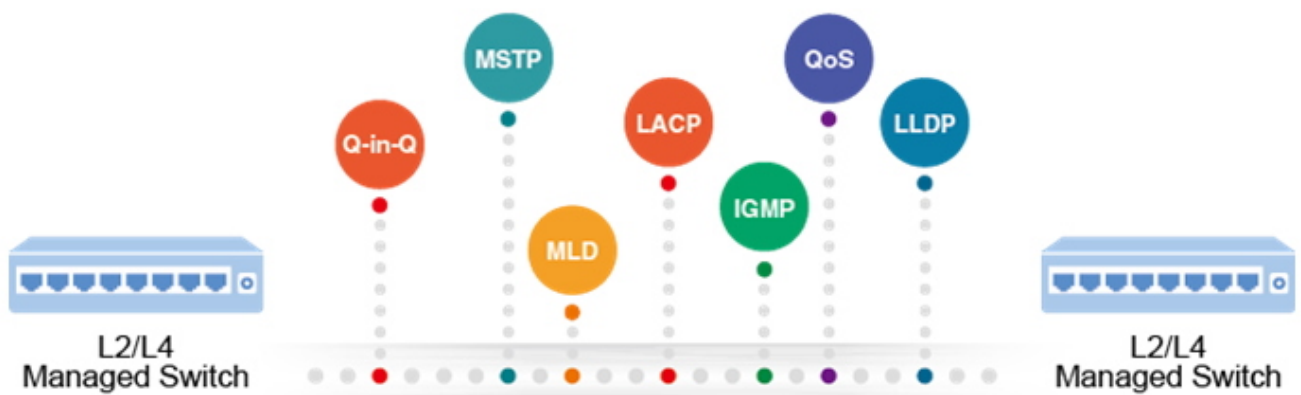 MSTP
QoS
LACP
LLDP
Q-in-Q
IGMP
MLD
L2/L4
Managed Switch
L2/L4
Managed Switch